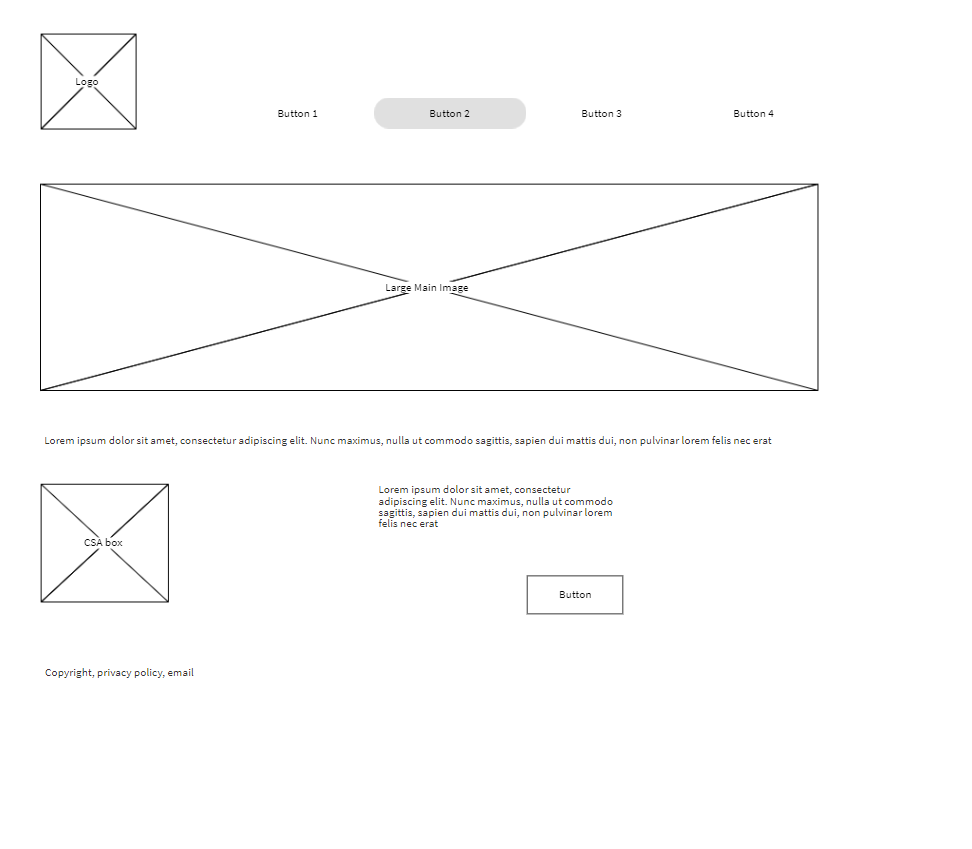 Logo
Button 1
Button 2
Button 3
Button 4
Large Main Image
Lorem ipsum dolor sit amet, consectetur adipiscing elit. Nunc maximus, nulla ut commodo sagittis, sapien dui mattis dui, non pulvinar lorem felis nec erat
CSA box
Lorem ipsum dolor sit amet, consectetur
adipiscing elit. Nunc maximus, nulla ut commodo
sagittis, sapien dui mattis dui, non pulvinar lorem
felis nec erat
Button
Copyright, privacy policy, email